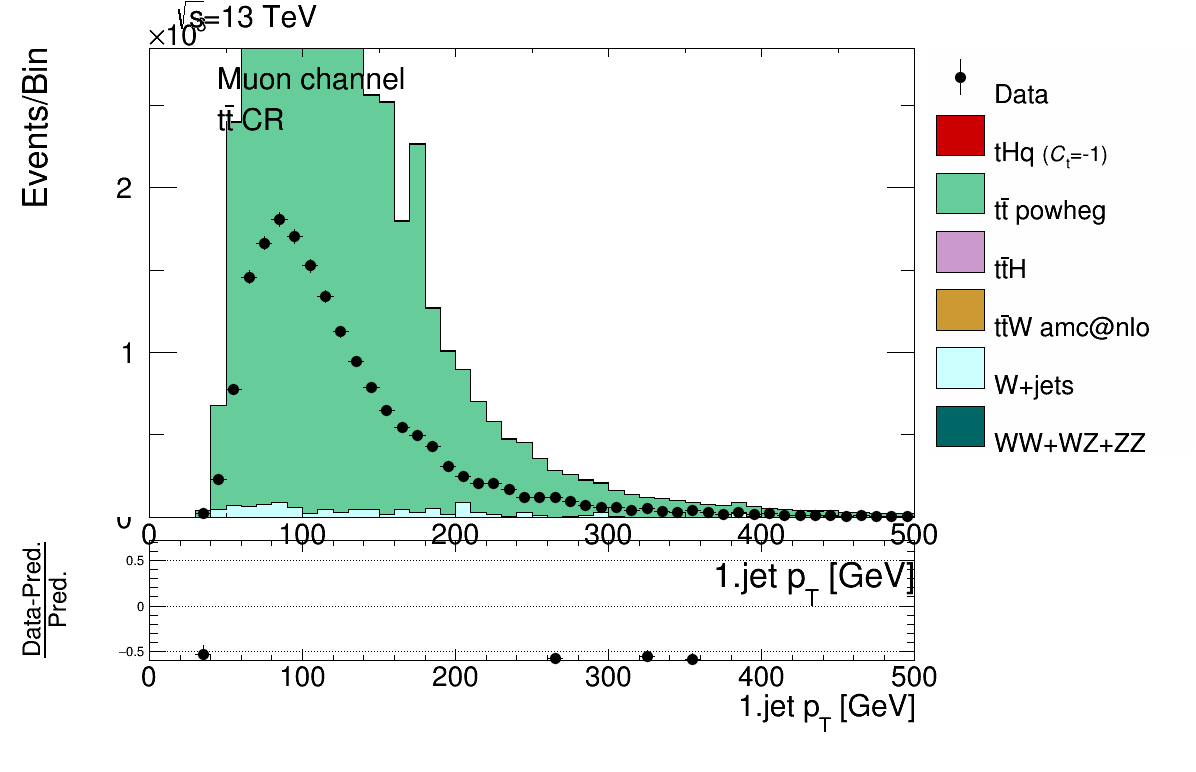 √s=13 TeV
×10³
Events/Bin
Muon channel
tt̄ CR
2
1
0
0 100 200 300 400 500
1.jet p_T [GeV]
Data
tHq (C_t=-1)
tt̄ powheg
tt̄H
tt̄W amc@nlo
W+jets
WW+WZ+ZZ
Data-Pred.
Pred.
0.5
0
−0.5
0 100 200 300 400 500
1.jet p_T [GeV]